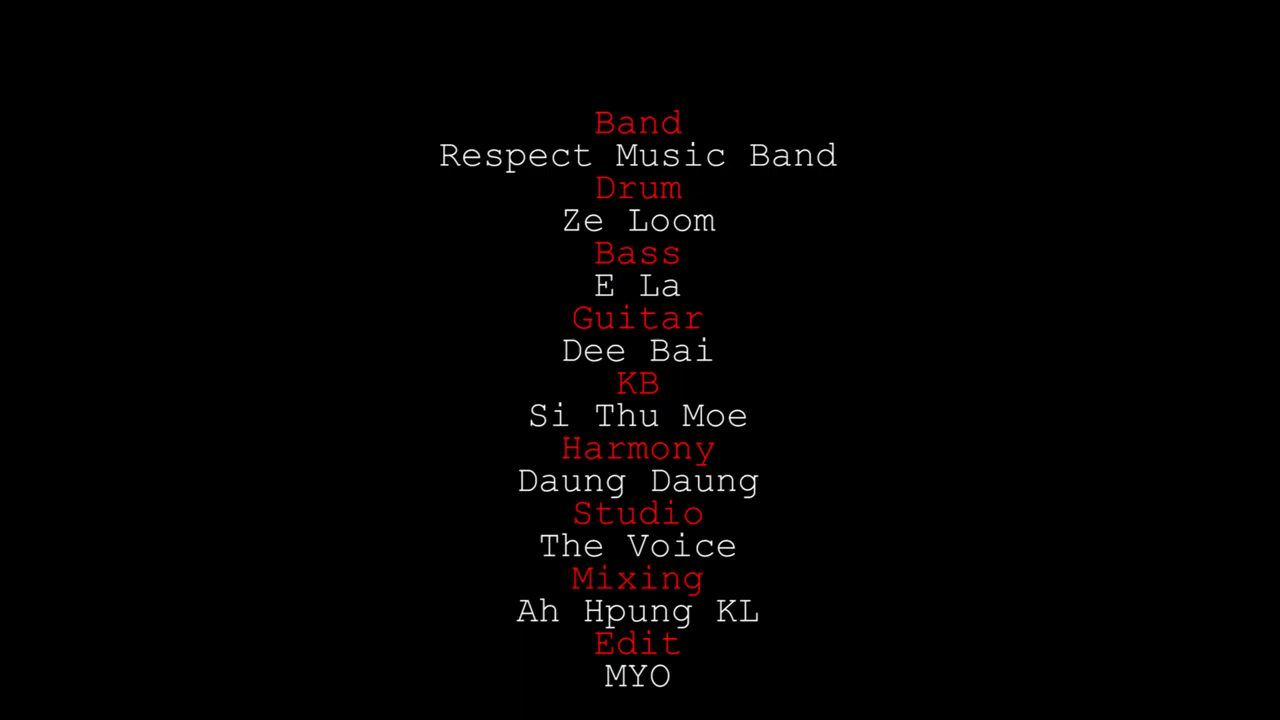 Band
Respect Music Band
Drum
Ze Loom
Bass
E La
Guitar
Dee Bai
KB
Si Thu Moe
Harmony
Daung Daung
Studio
The Voice
Mixing
Ah Hpung KL
Edit
MYO